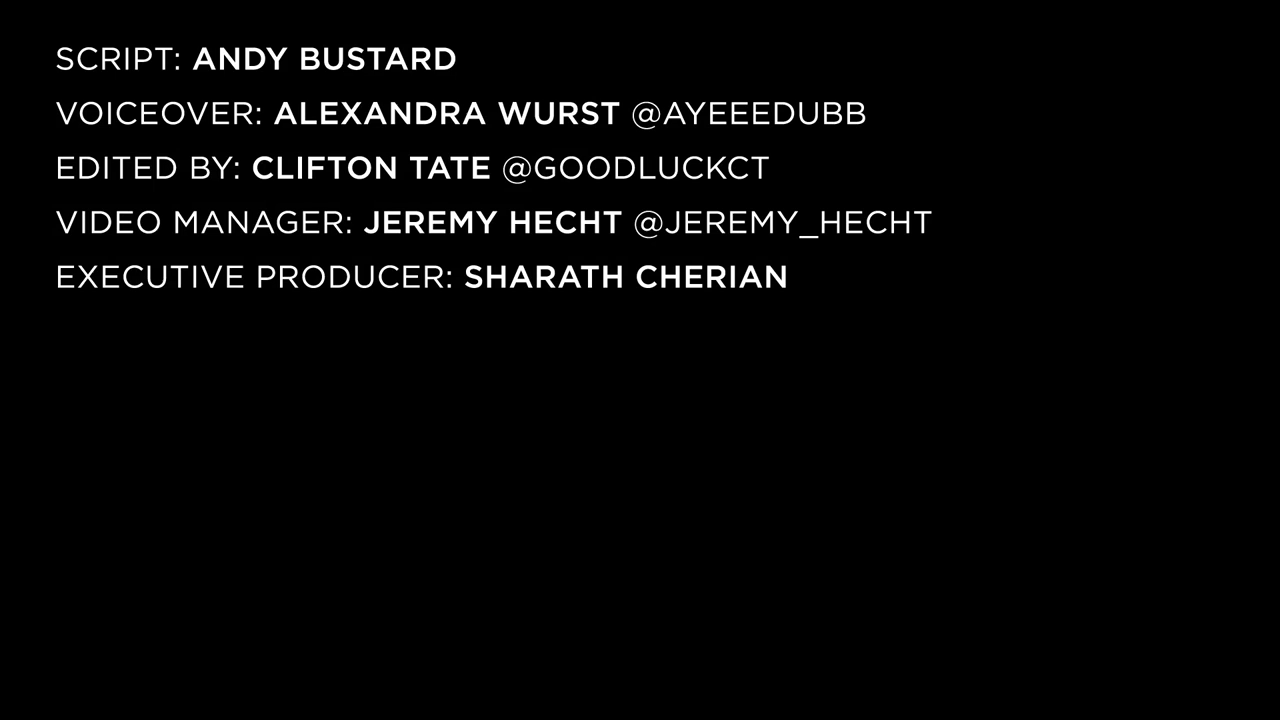 SCRIPT: ANDY BUSTARD
VOICEOVER: ALEXANDRA WURST @AYEEEDUBB
EDITED BY: CLIFTON TATE @GOODLUCKCT
VIDEO MANAGER: JEREMY HECHT @JEREMY_HECHT
EXECUTIVE PRODUCER: SHARATH CHERIAN